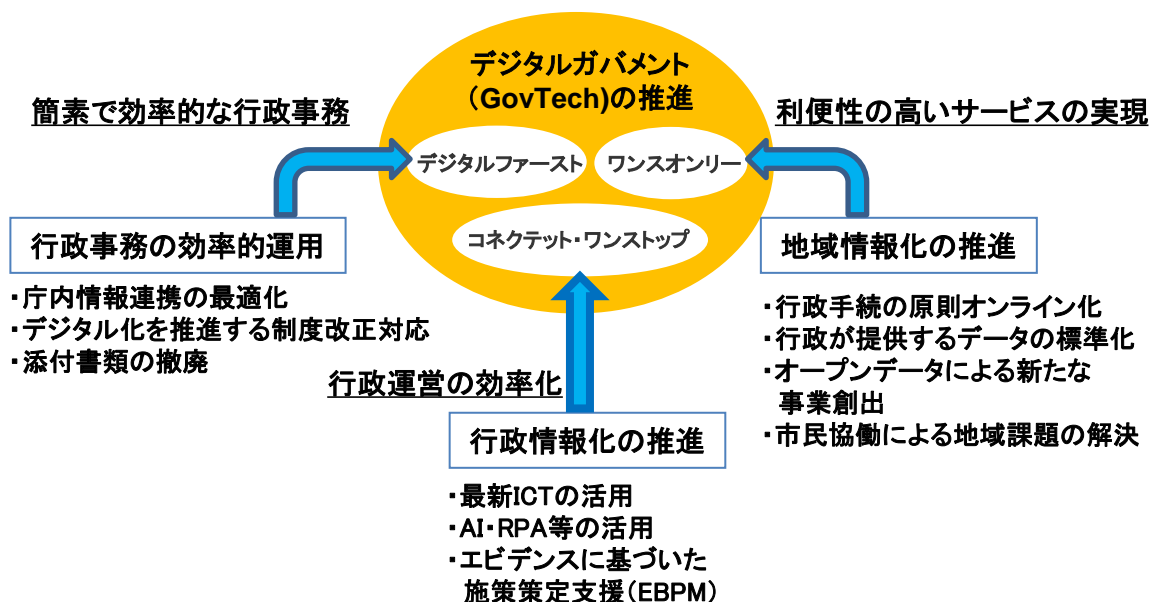 デジタルガバメント
（GovTech)の推進
簡素で効率的な行政事務
利便性の高いサービスの実現
デジタルファースト
ワンスオンリー
コネクテット・ワンストップ
行政事務の効率的運用
・庁内情報連携の最適化
・デジタル化を推進する制度改正対応
・添付書類の撤廃
地域情報化の推進
・行政手続の原則オンライン化
・行政が提供するデータの標準化
・オープンデータによる新たな
事業創出
・市民協働による地域課題の解決
行政運営の効率化
行政情報化の推進
・最新ICTの活用
・AI・RPA等の活用
・エビデンスに基づいた
施策策定支援（EBPM）